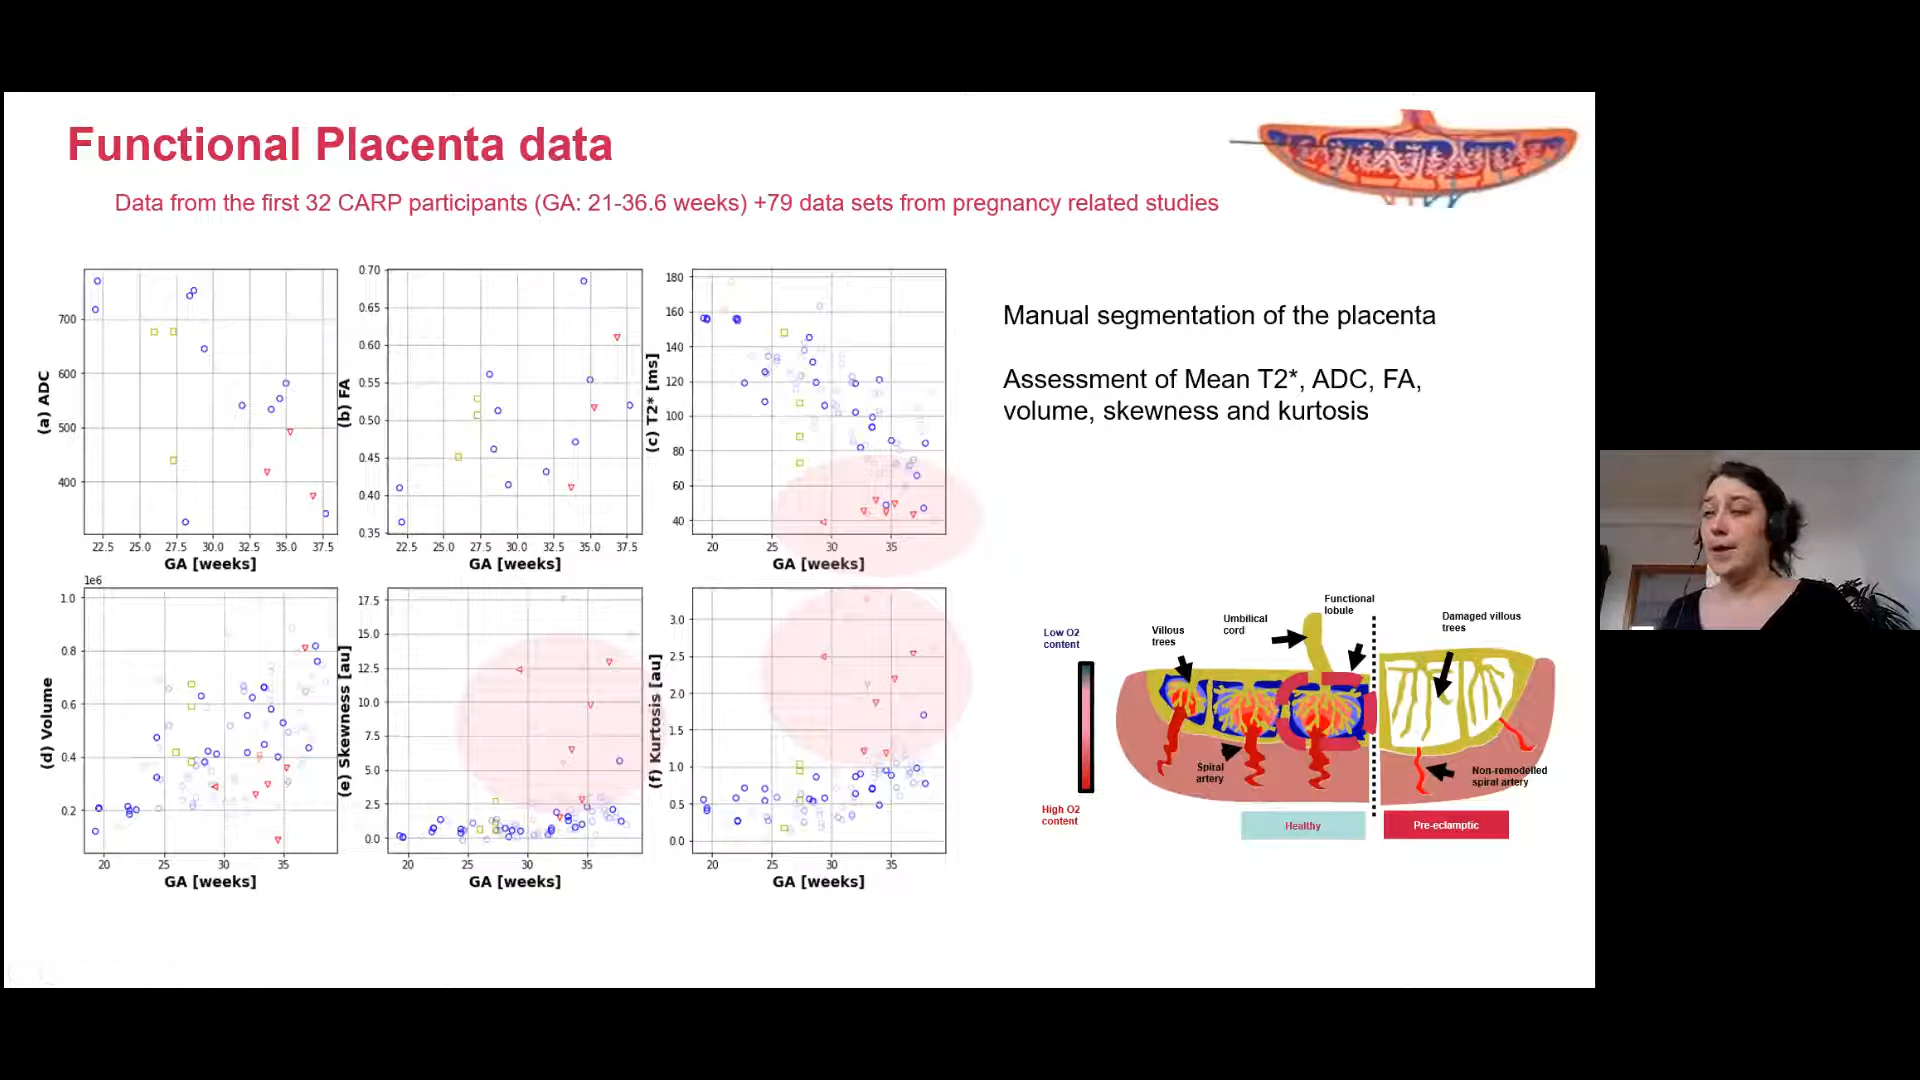 Functional Placenta data
Data from the first 32 CARP participants (GA: 21-36.6 weeks) +79 data sets from pregnancy related studies
(a) ADC
700
600
500
400
22.5 25.0 27.5 30.0 32.5 35.0 37.5
GA [weeks]
(b) FA
0.70
0.65
0.60
0.55
0.50
0.45
0.40
0.35
22.5 25.0 27.5 30.0 32.5 35.0 37.5
GA [weeks]
(c) T2* [ms]
180
160
140
120
100
80
60
40
20 25 30 35
GA [weeks]
(d) Volume
1e6
1.0
0.8
0.6
0.4
0.2
20 25 30 35
GA [weeks]
(e) Skewness [au]
17.5
15.0
12.5
10.0
7.5
5.0
2.5
0.0
20 25 30 35
GA [weeks]
(f) Kurtosis [au]
3.0
2.5
2.0
1.5
1.0
0.5
0.0
20 25 30 35
GA [weeks]
Manual segmentation of the placenta
Assessment of Mean T2*, ADC, FA,
volume, skewness and kurtosis
Low O2
content
High O2
content
Villous
trees
Umbilical
cord
Functional
lobule
Damaged villous
trees
Spiral
artery
Non-remodelled
spiral artery
Healthy
Pre-eclamptic